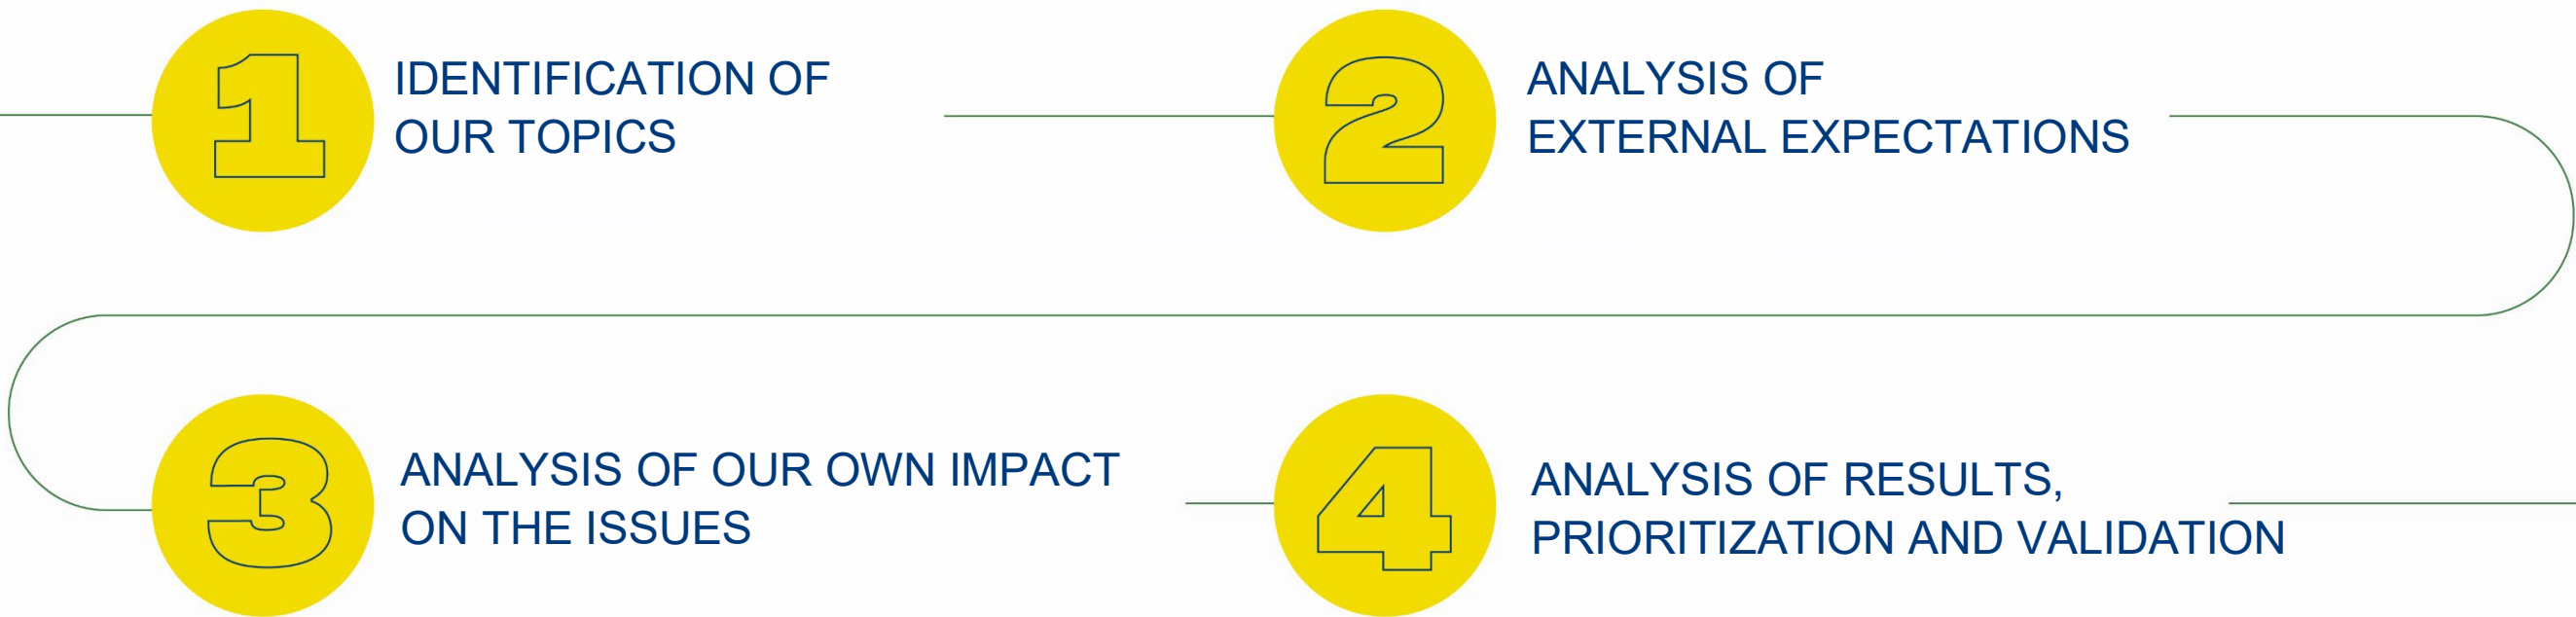 1
IDENTIFICATION OF
OUR TOPICS
2
ANALYSIS OF
EXTERNAL EXPECTATIONS
3
ANALYSIS OF OUR OWN IMPACT
ON THE ISSUES
4
ANALYSIS OF RESULTS,
PRIORITIZATION AND VALIDATION